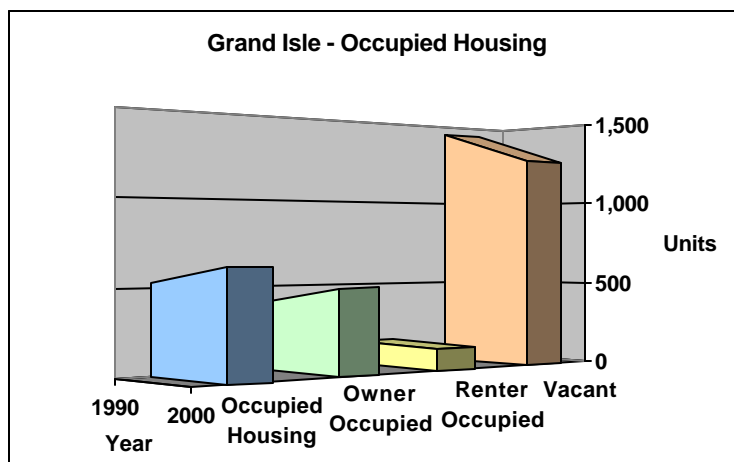 Grand Isle - Occupied Housing
1,500
1,000
500
0
Units
1990
2000
Year
Occupied
Housing
Owner
Occupied
Renter
Occupied
Vacant